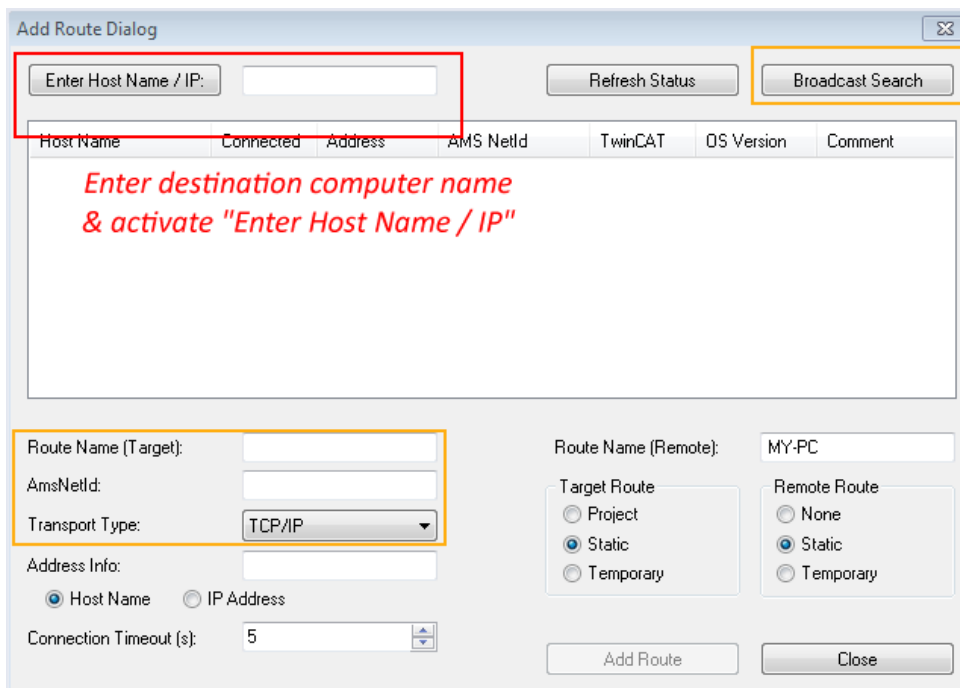 Add Route Dialog
Enter Host Name / IP:
Refresh Status
Broadcast Search
Host Name Connected Address AMS NetId TwinCAT OS Version Comment
Enter destination computer name
& activate "Enter Host Name / IP"
Route Name (Target):
AmsNetId:
Transport Type: TCP/IP
Address Info:
Host Name IP Address
Connection Timeout (s): 5
Route Name (Remote): MY-PC
Target Route
Project
Static
Temporary
Remote Route
None
Static
Temporary
Add Route
Close